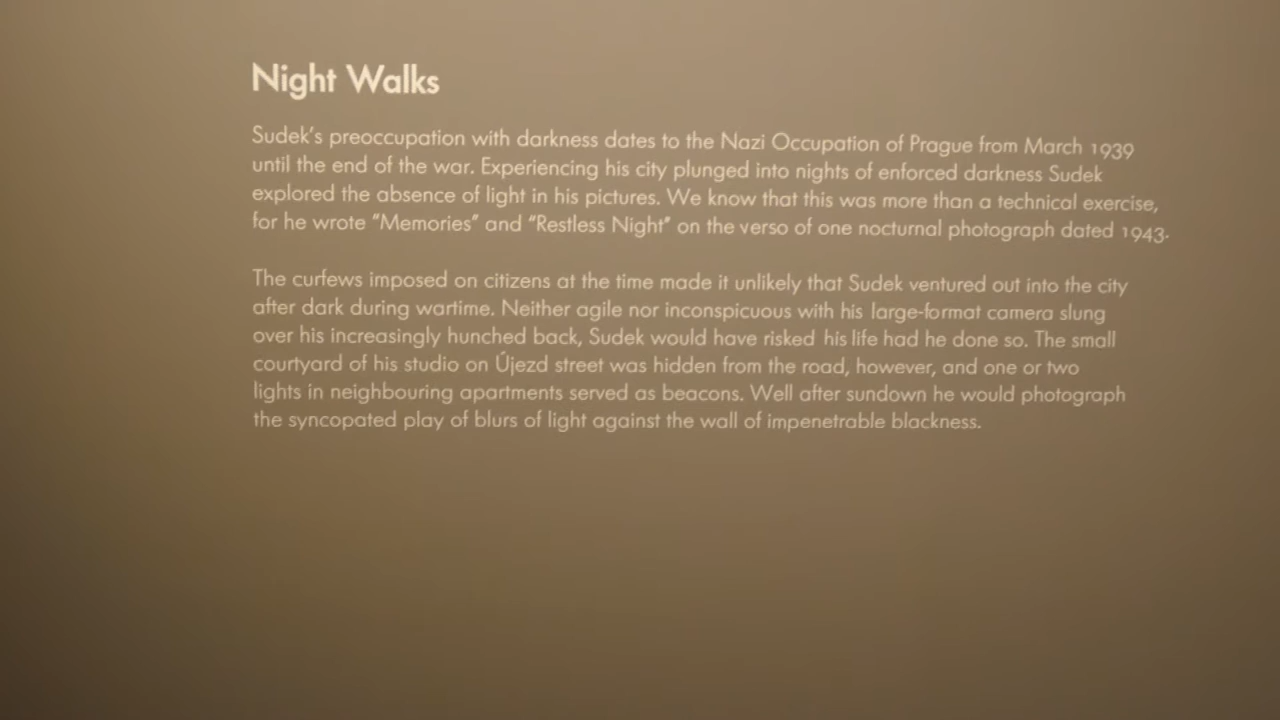 Night Walks
Sudek's preoccupation with darkness dates to the Nazi Occupation of Prague from March 1939
until the end of the war. Experiencing his city plunged into nights of enforced darkness Sudek
explored the absence of light in his pictures. We know that this was more than a technical exercise,
for he wrote “Memories” and “Restless Night” on the verso of one nocturnal photograph dated 1943.
The curfews imposed on citizens at the time made it unlikely that Sudek ventured out into the city
after dark during wartime. Neither agile nor inconspicuous with his large-format camera slung
over his increasingly hunched back, Sudek would have risked his life had he done so. The small
courtyard of his studio on Újezd street was hidden from the road, however, and one or two
lights in neighbouring apartments served as beacons. Well after sundown he would photograph
the syncopated play of blurs of light against the wall of impenetrable blackness.